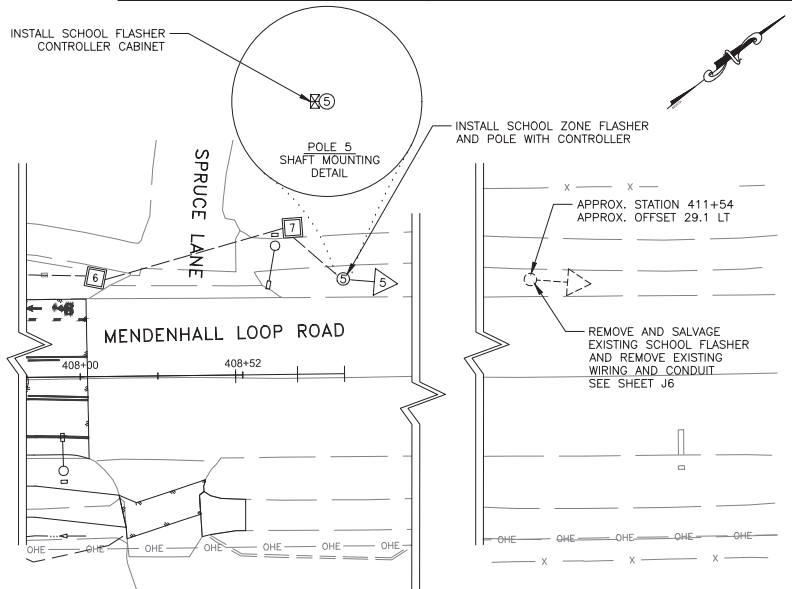 INSTALL SCHOOL FLASHER
CONTROLLER CABINET
5
POLE 5
SHAFT MOUNTING
DETAIL
INSTALL SCHOOL ZONE FLASHER
AND POLE WITH CONTROLLER
SPRUCE LANE
X
X
APPROX. STATION 411+54
APPROX. OFFSET 29.1 LT
7
6
5
5
MENDENHALL LOOP ROAD
REMOVE AND SALVAGE
EXISTING SCHOOL FLASHER
AND REMOVE EXISTING
WIRING AND CONDUIT
SEE SHEET J6
408+00
408+52
OHE
OHE
OHE
OHE
OHE
OHE
OHE
OHE
OHE
OHE
OHE
OHE
X
X
X